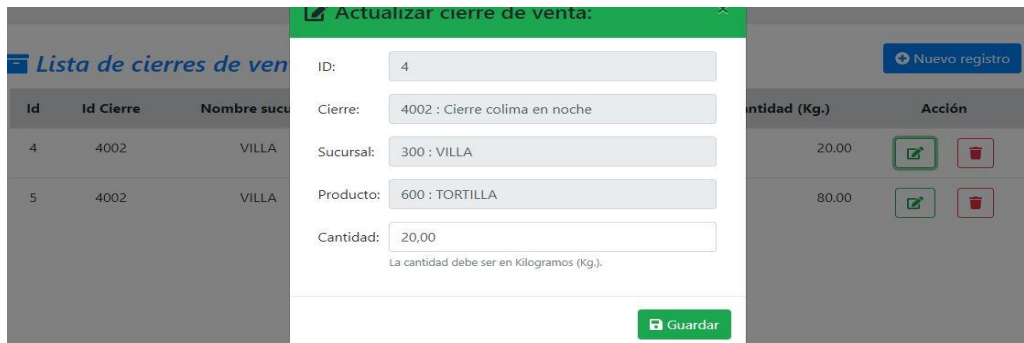 Actualizar cierre de venta: ×
Lista de cierres de ven
Nuevo registro
Id Id Cierre Nombre sucu ntidad (Kg.) Acción
4 4002 VILLA 20.00
5 4002 VILLA 80.00
ID: 4
Cierre: 4002 : Cierre colima en noche
Sucursal: 300 : VILLA
Producto: 600 : TORTILLA
Cantidad: 20,00
La cantidad debe ser en Kilogramos (Kg.).
Guardar